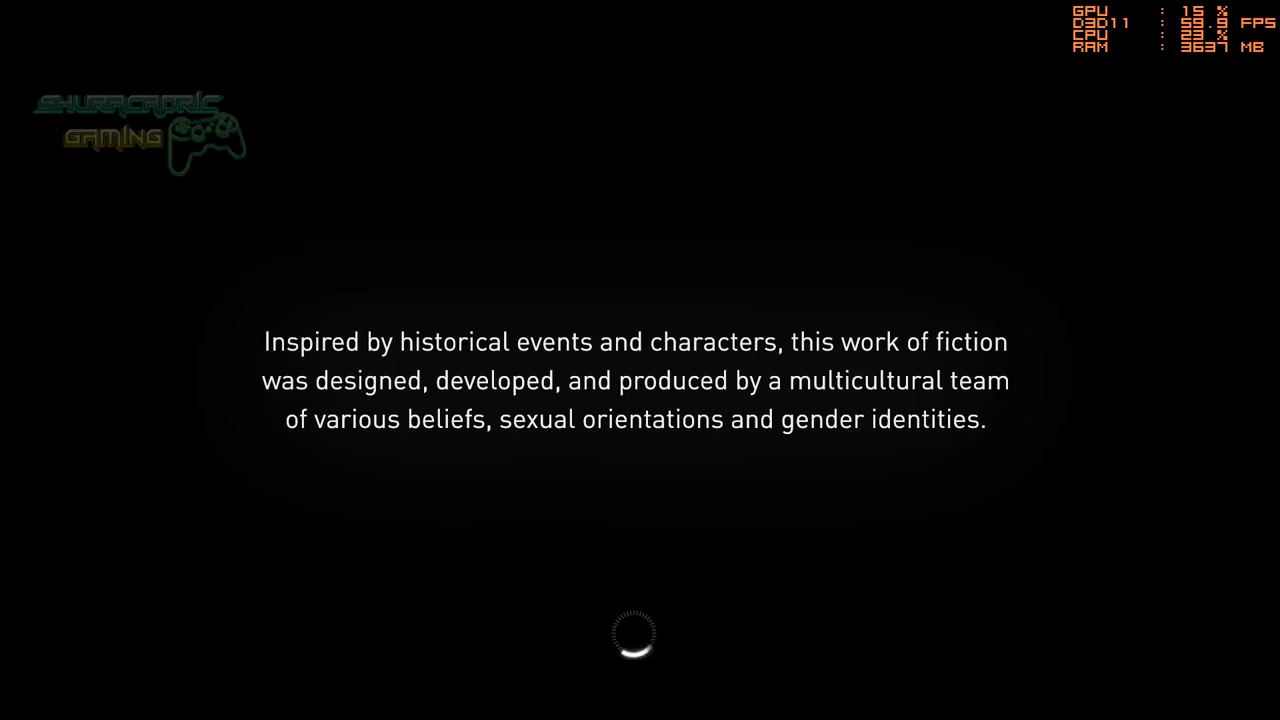 GPU : 15 %
D3D11 : 59.9 FPS
CPU : 23 %
RAM : 3637 MB
SHURACADRIC
GAMING
Inspired by historical events and characters, this work of fiction
was designed, developed, and produced by a multicultural team
of various beliefs, sexual orientations and gender identities.